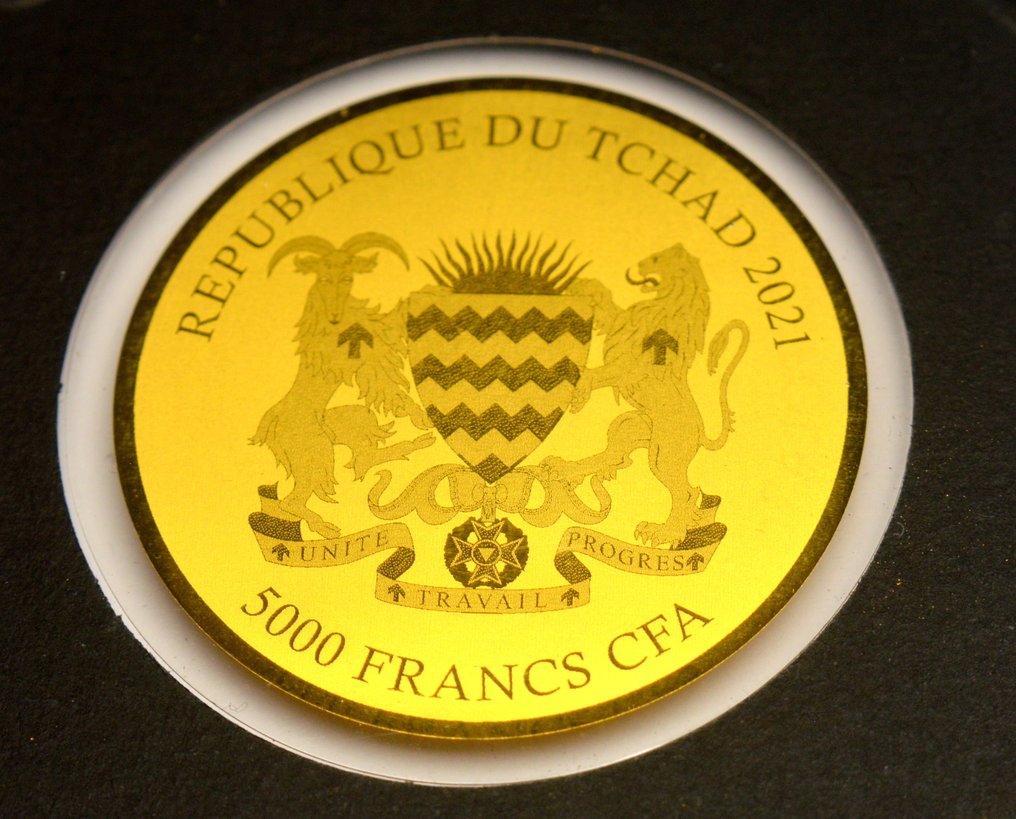 REPUBLIQUE DU TCHAD 2021
UNITE
TRAVAIL
PROGRES
5000 FRANCS CFA